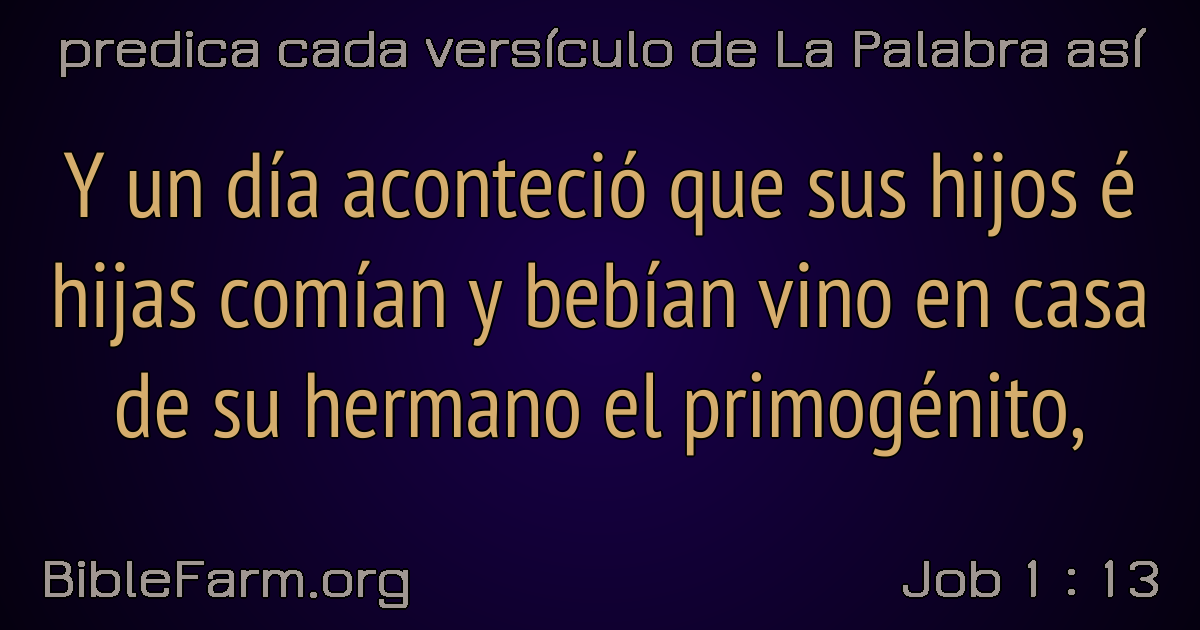 predica cada versículo de La Palabra así
Y un día aconteció que sus hijos é
hijas comían y bebían vino en casa
de su hermano el primogénito,
BibleFarm.org
Job 1 : 13